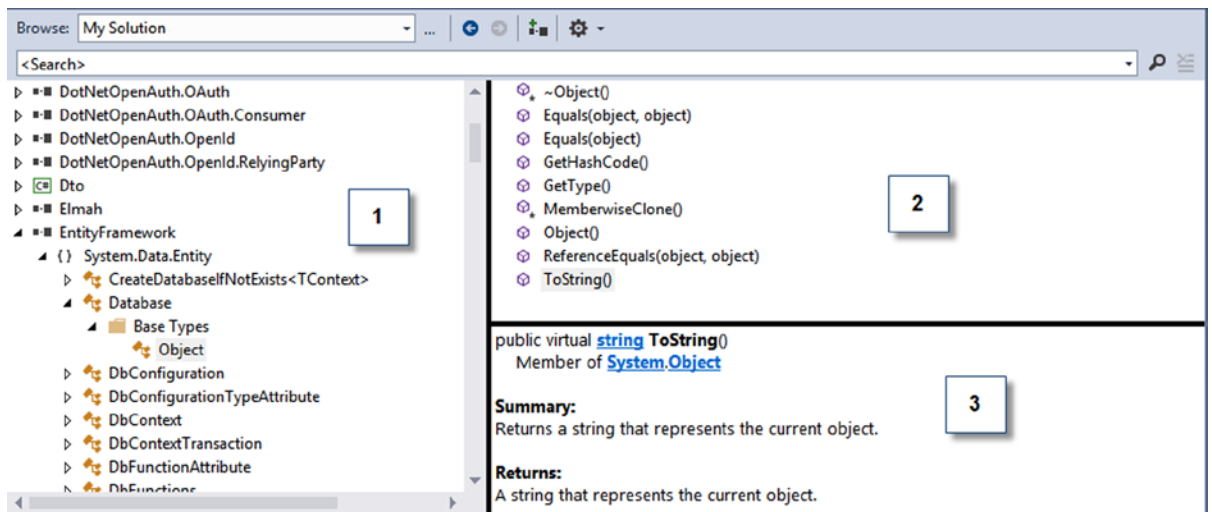 Browse: My Solution ...
<Search>
DotNetOpenAuth.OAuth
DotNetOpenAuth.OAuth.Consumer
DotNetOpenAuth.OpenId
DotNetOpenAuth.OpenId.RelyingParty
C# Dto
Elmah
EntityFramework
{} System.Data.Entity
CreateDatabaseIfNotExists<TContext>
Database
Base Types
Object
DbConfiguration
DbConfigurationTypeAttribute
DbContext
DbContextTransaction
DbFunctionAttribute
DbFunctions
1
~Object()
Equals(object, object)
Equals(object)
GetHashCode()
GetType()
MemberwiseClone()
Object()
ReferenceEquals(object, object)
ToString()
2
public virtual string ToString()
Member of System.Object
Summary:
Returns a string that represents the current object.
Returns:
A string that represents the current object.
3